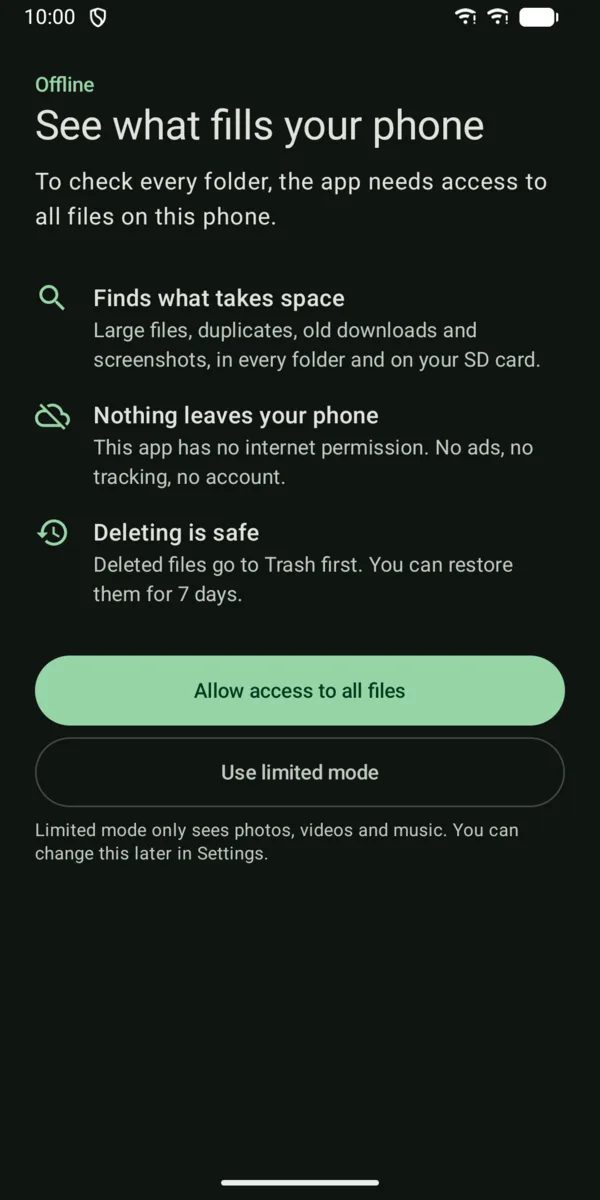 10:00
Offline
See what fills your phone
To check every folder, the app needs access to
all files on this phone.
Finds what takes space
Large files, duplicates, old downloads and
screenshots, in every folder and on your SD card.
Nothing leaves your phone
This app has no internet permission. No ads, no
tracking, no account.
Deleting is safe
Deleted files go to Trash first. You can restore
them for 7 days.
Allow access to all files
Use limited mode
Limited mode only sees photos, videos and music. You can
change this later in Settings.